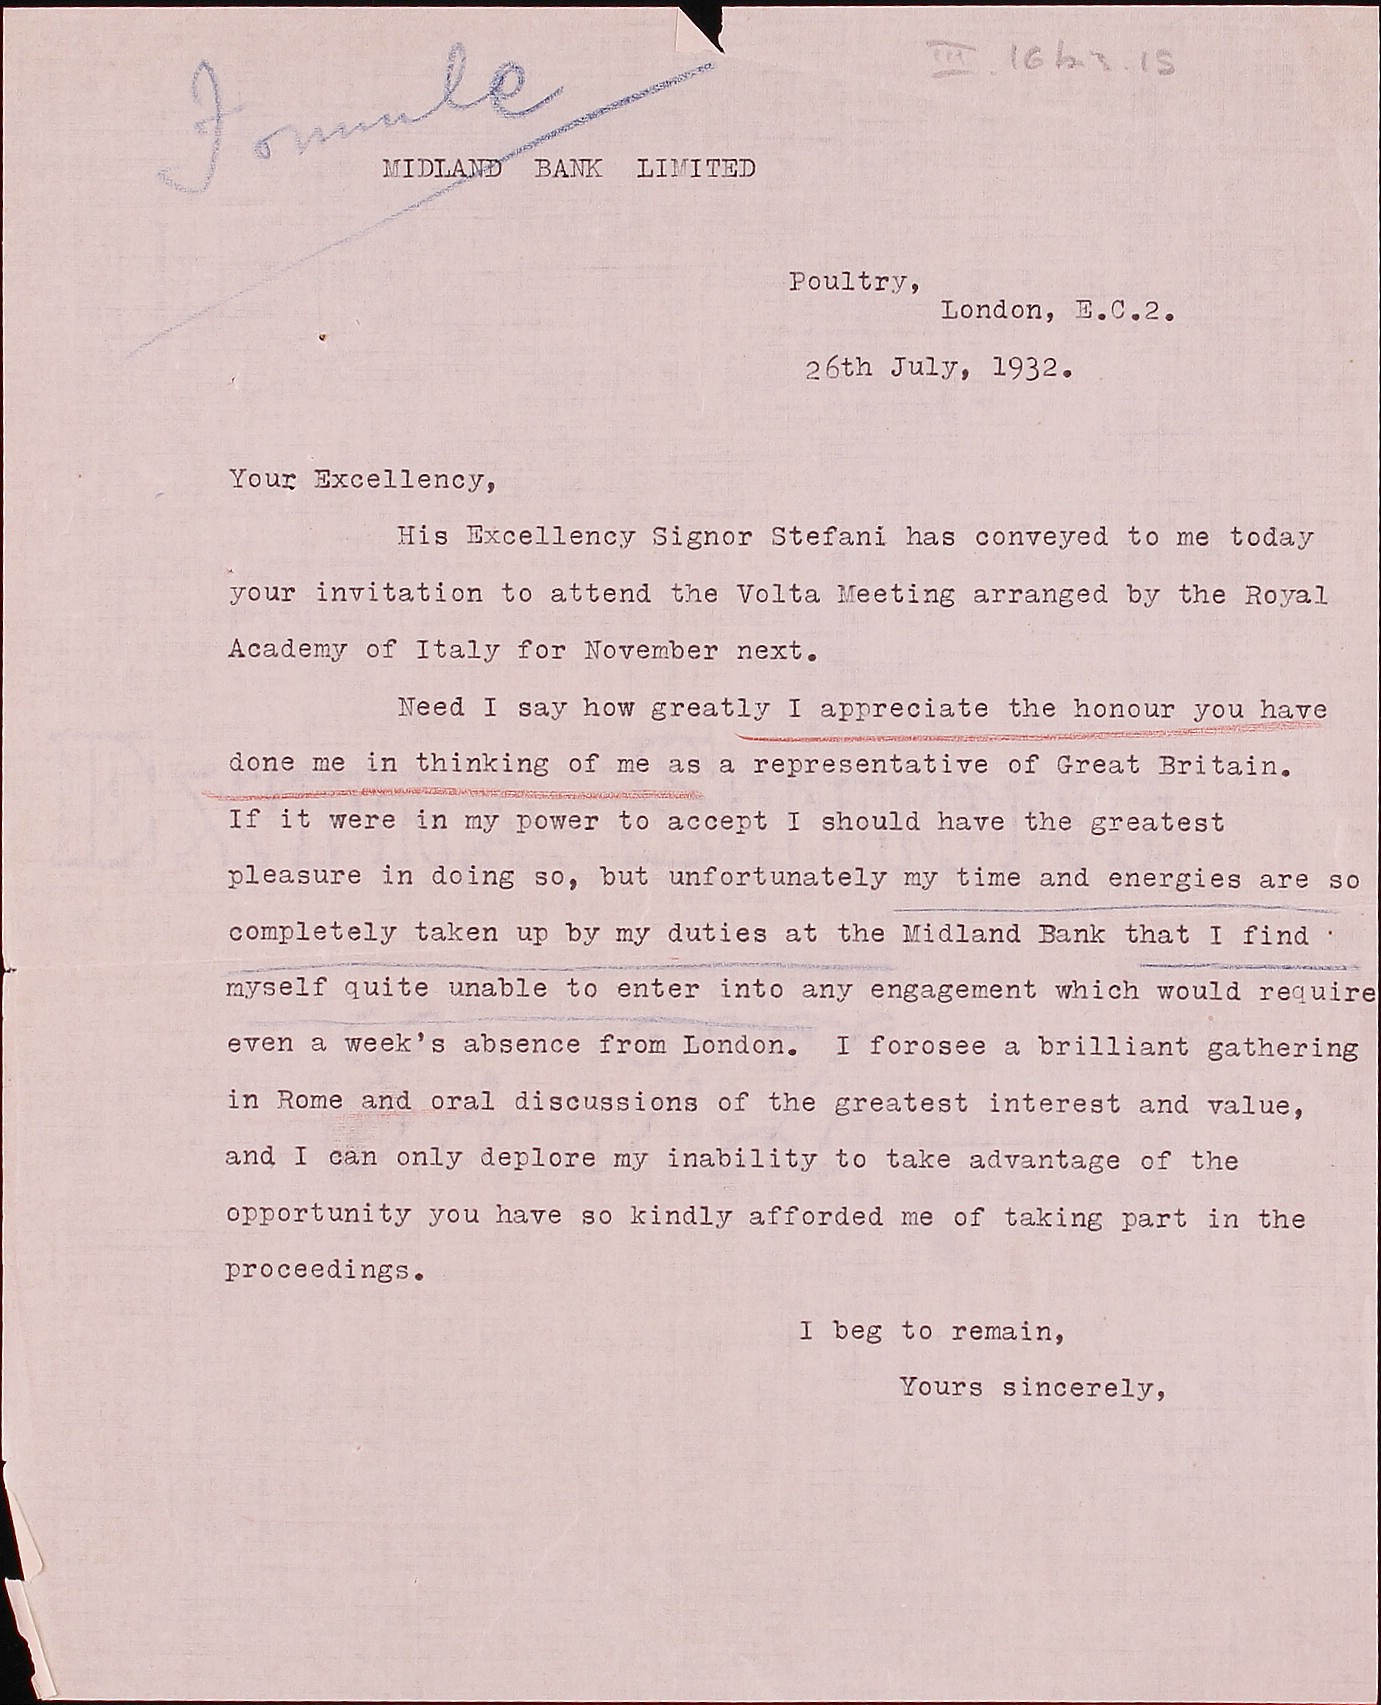 Formule
III. 16 bis. 15
MIDLAND BANK LIMITED
Poultry,
London, E.C.2.
26th July, 1932.
Your Excellency,
His Excellency Signor Stefani has conveyed to me today
your invitation to attend the Volta Meeting arranged by the Royal
Academy of Italy for November next.
Need I say how greatly I appreciate the honour you have
done me in thinking of me as a representative of Great Britain.
If it were in my power to accept I should have the greatest
pleasure in doing so, but unfortunately my time and energies are so
completely taken up by my duties at the Midland Bank that I find
myself quite unable to enter into any engagement which would require
even a week's absence from London. I forosee a brilliant gathering
in Rome and oral discussions of the greatest interest and value,
and I can only deplore my inability to take advantage of the
opportunity you have so kindly afforded me of taking part in the
proceedings.
I beg to remain,
Yours sincerely,